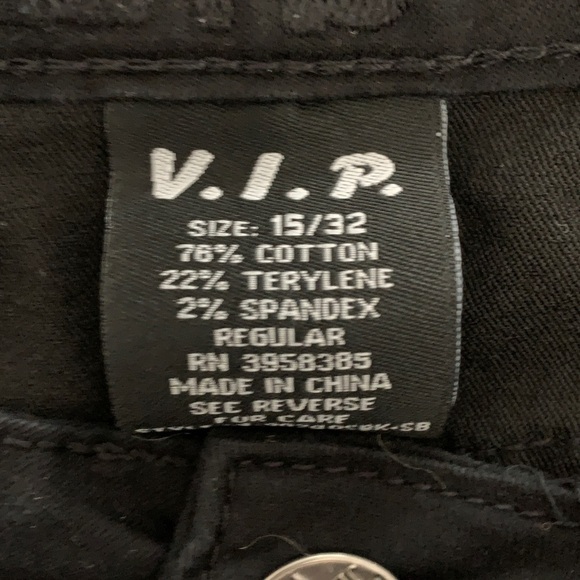 V.I.P.
SIZE: 15/32
76% COTTON
22% TERYLENE
2% SPANDEX
REGULAR
RN 3958385
MADE IN CHINA
SEE REVERSE
FOR CARE